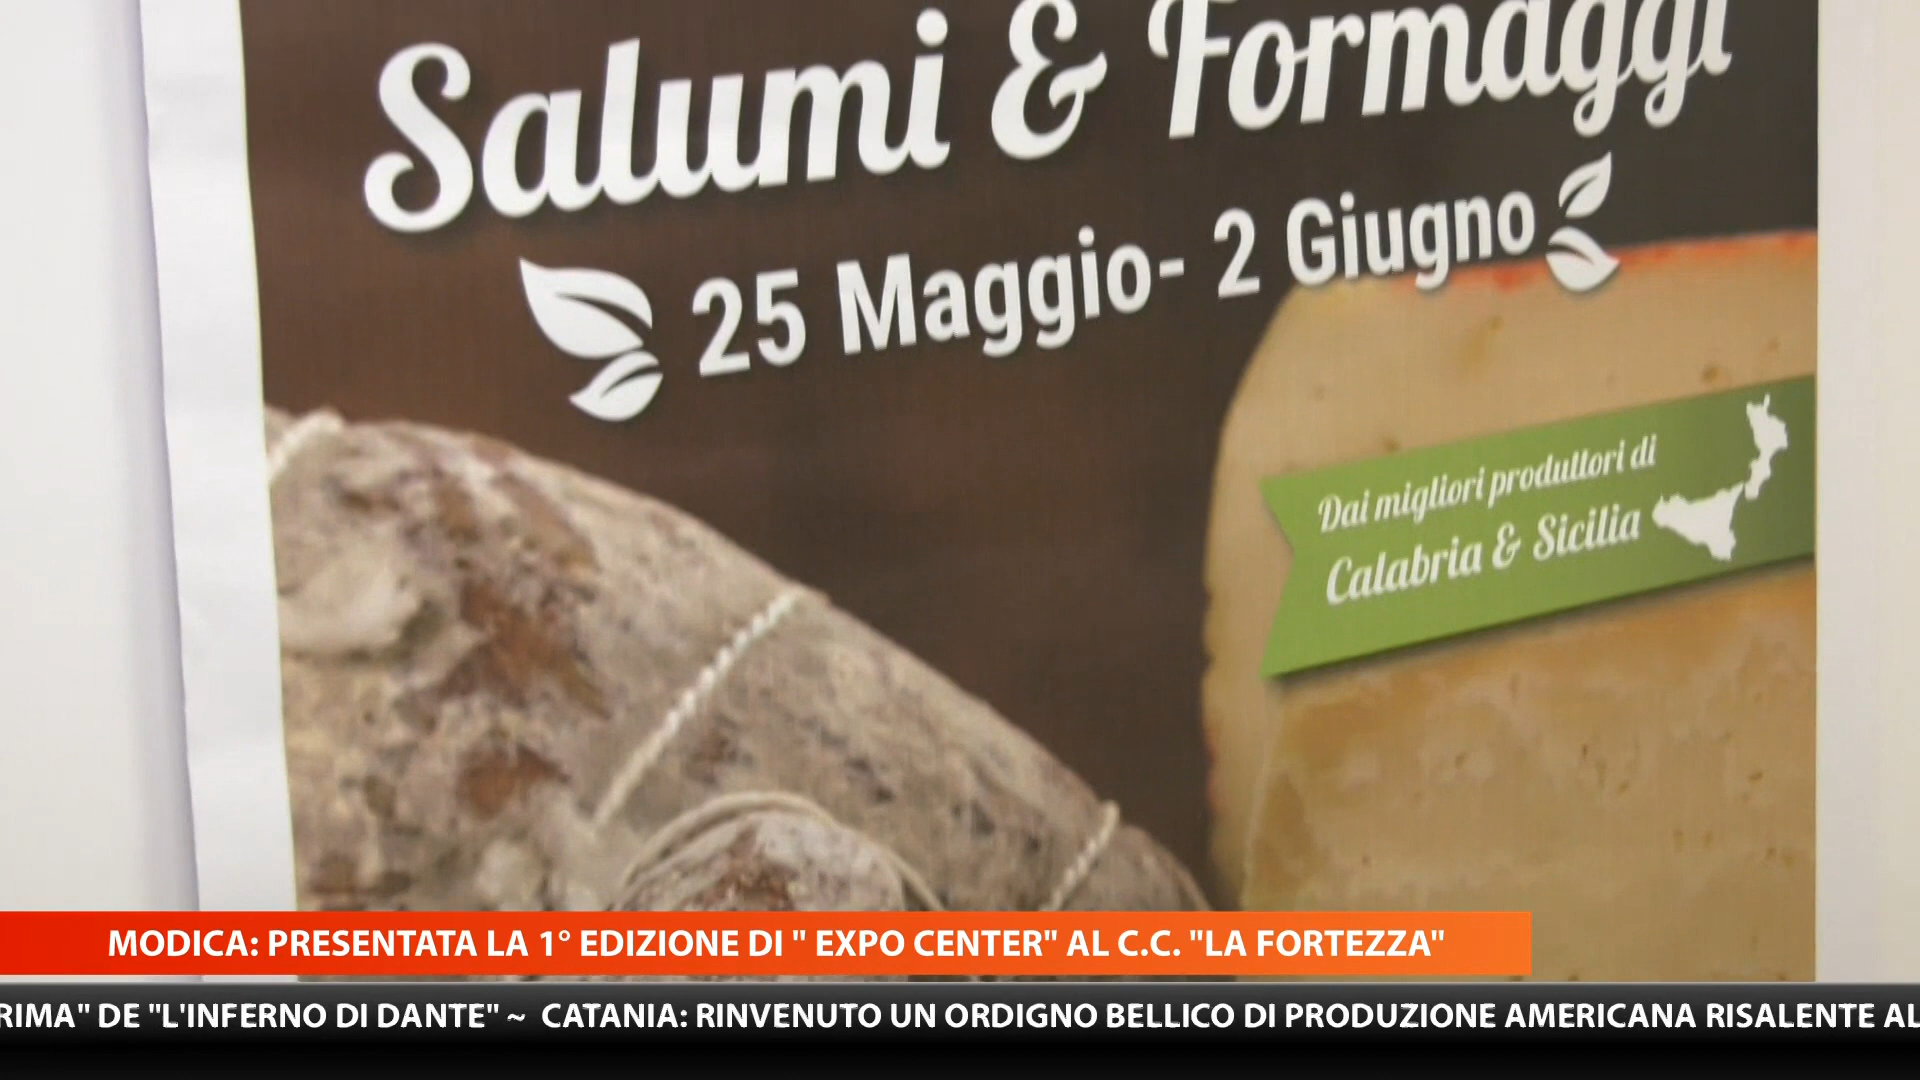 Salumi & Formaggi
25 Maggio- 2 Giugno
Dai migliori produttori di
Calabria & Sicilia
MODICA: PRESENTATA LA 1° EDIZIONE DI " EXPO CENTER" AL C.C. "LA FORTEZZA"
RIMA" DE "L'INFERNO DI DANTE" ~ CATANIA: RINVENUTO UN ORDIGNO BELLICO DI PRODUZIONE AMERICANA RISALENTE AL